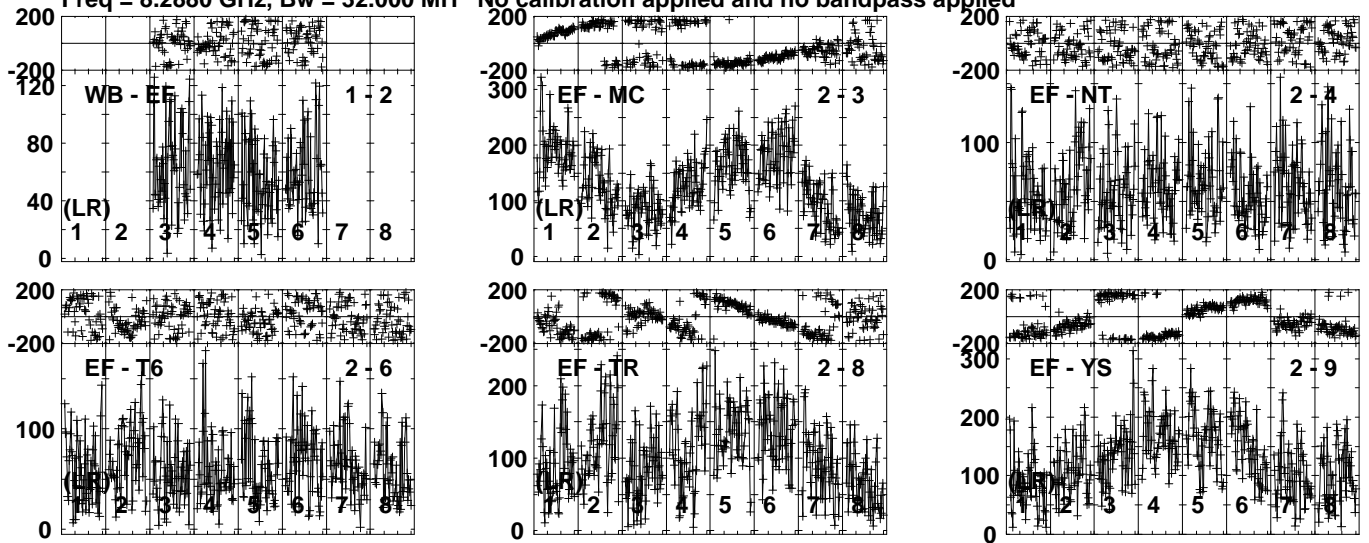 Freq = 8.2880 GHz, Bw = 32.000 MH No calibration applied and no bandpass applied
200
-200
WB - EF 1 - 2
120
80
40
0
(LR)
1 2 3 4 5 6 7 8
200
-200
EF - MC 2 - 3
300
200
100
0
(LR)
1 2 3 4 5 6 7 8
200
-200
EF - NT 2 - 4
100
0
(LR)
1 2 3 4 5 6 7 8
200
-200
EF - T6 2 - 6
100
0
(LR)
1 2 3 4 5 6 7 8
200
-200
EF - TR 2 - 8
200
100
0
(LR)
1 2 3 4 5 6 7 8
200
-200
EF - YS 2 - 9
300
200
100
0
(LR)
1 2 3 4 5 6 7 8